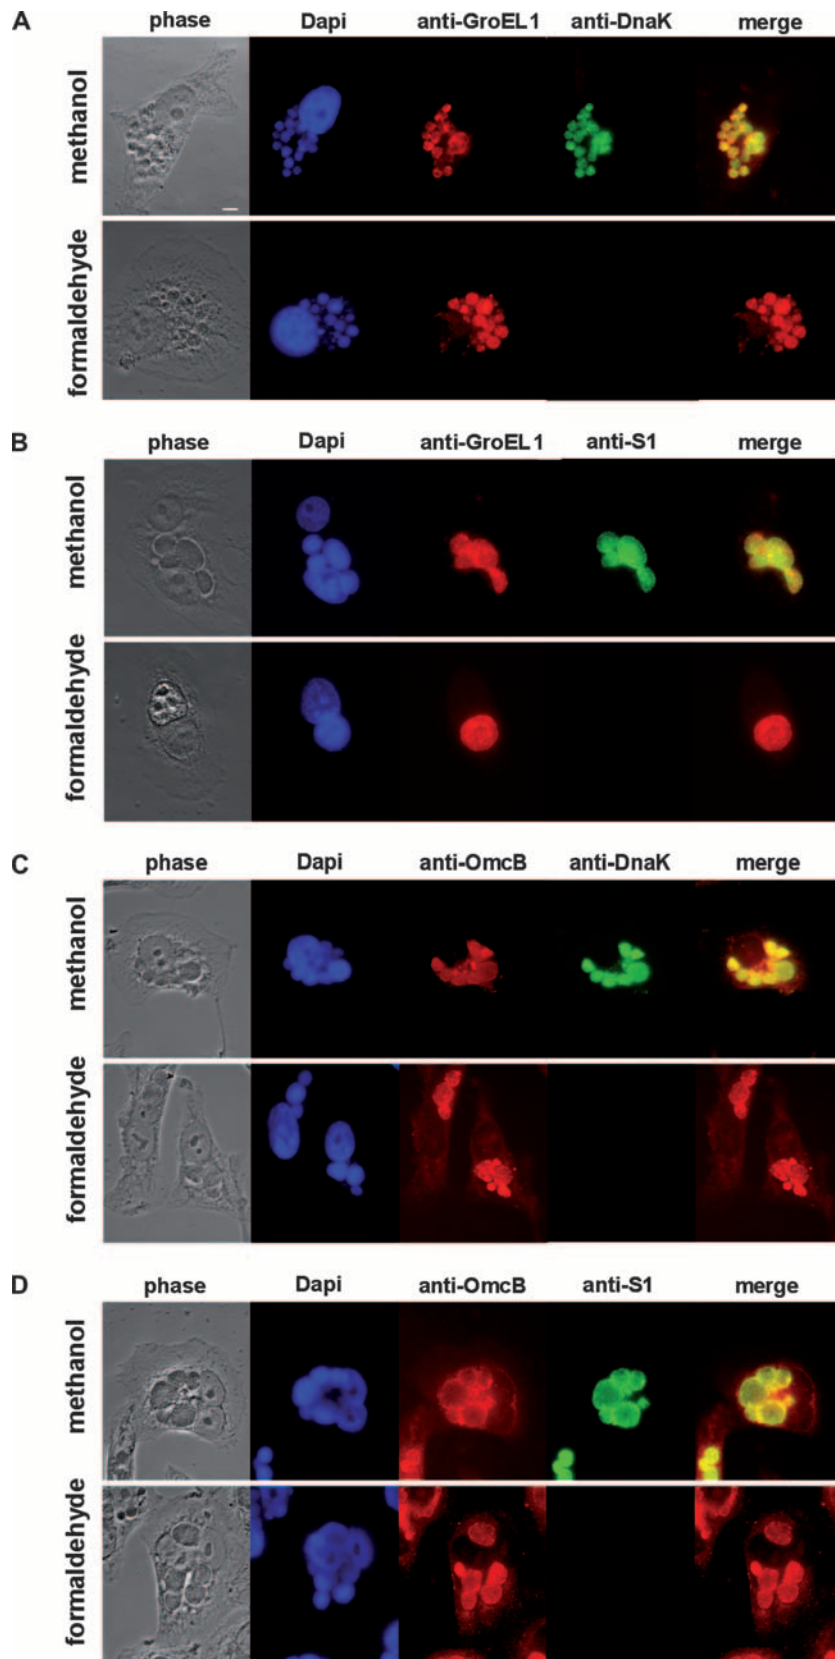 A phase Dapi anti-GroEL1 anti-DnaK merge
methanol
formaldehyde
B phase Dapi anti-GroEL1 anti-S1 merge
methanol
formaldehyde
C phase Dapi anti-OmcB anti-DnaK merge
methanol
formaldehyde
D phase Dapi anti-OmcB anti-S1 merge
methanol
formaldehyde